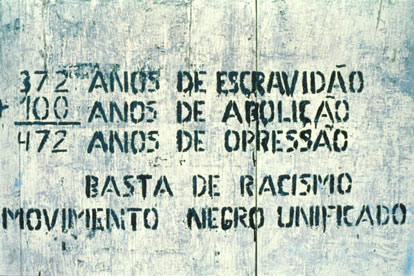 372 ANOS DE ESCRAVIDÃO
+ 100 ANOS DE ABOLIÇÃO
472 ANOS DE OPRESSÃO
BASTA DE RACISMO
MOVIMENTO NEGRO UNIFICADO